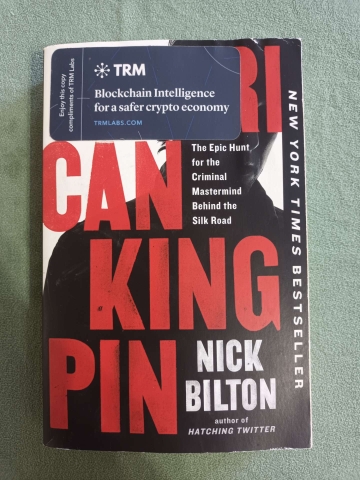 Enjoy this copy
compliments of TRM Labs
TRM
Blockchain Intelligence
for a safer crypto economy
TRMLABS.COM
RI
CAN
KING
PIN
The Epic Hunt
for the
Criminal
Mastermind
Behind the
Silk Road
NEW YORK TIMES BESTSELLER
NICK
BILTON
author of
HATCHING TWITTER